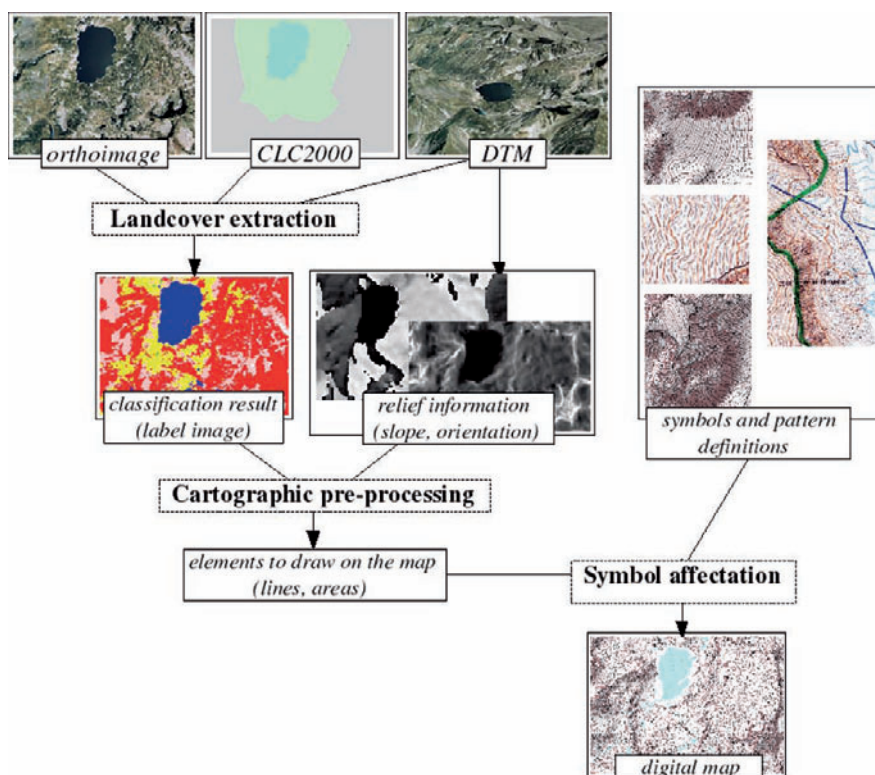 orthoimage
CLC2000
DTM
Landcover extraction
classification result
(label image)
relief information
(slope, orientation)
symbols and pattern
definitions
Cartographic pre-processing
elements to draw on the map
(lines, areas)
Symbol affectation
digital map